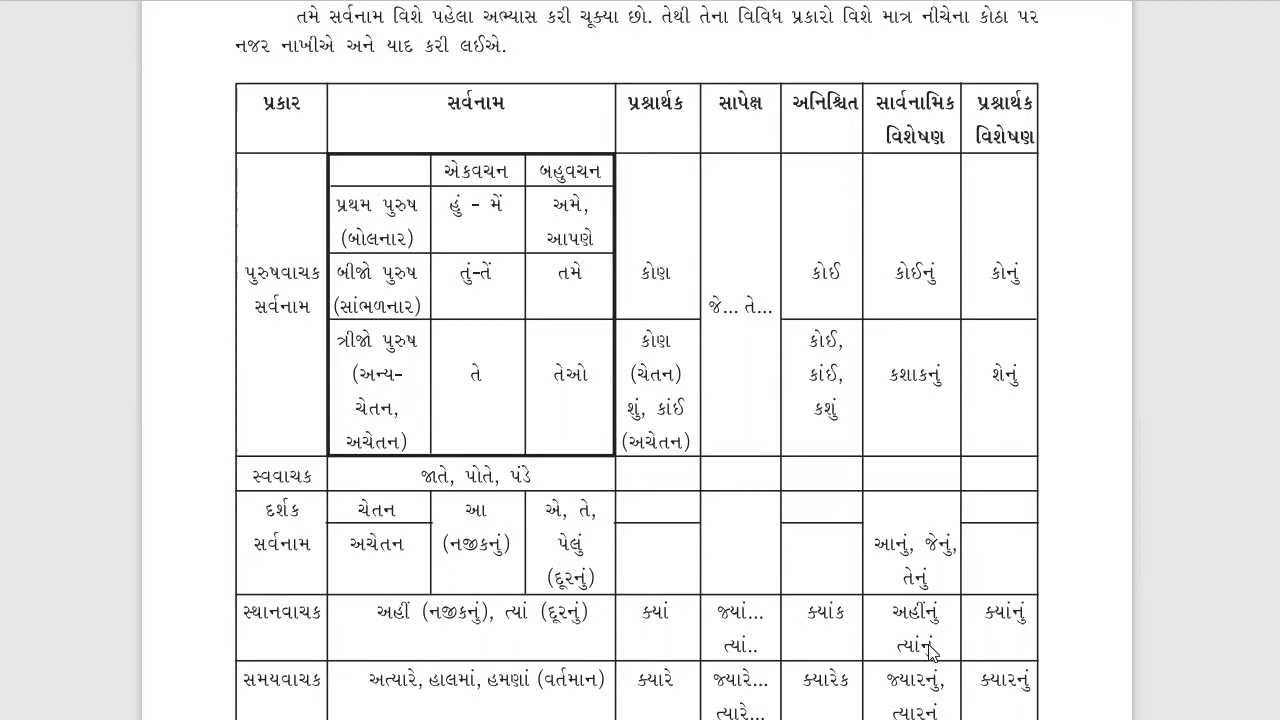 તમે સર્વનામ વિશે પહેલા અભ્યાસ કરી ચૂક્યા છો. તેથી તેના વિવિધ પ્રકારો વિશે માત્ર નીચેના કોઠા પર
નજર નાખીએ અને યાદ કરી લઈએ.
પ્રકાર સર્વનામ પ્રશ્નાર્થક સાપેક્ષ અનિશ્ચિત સાર્વનામિક પ્રશ્નાર્થક
વિશેષણ વિશેષણ
એકવચન બહુવચન
પ્રથમ પુરુષ હું - મેં અમે,
(બોલનાર) આપણે
પુરુષવાચક બીજો પુરુષ તું-તેં તમે કોણ કોઈ કોઈનું કોનું
સર્વનામ (સાંભળનાર) જે... તે...
ત્રીજો પુરુષ કોણ કોઈ,
(અન્ય- તે તેઓ (ચેતન) કાંઈ, કશાકનું શેનું
ચેતન, શું, કાંઈ કશું
અચેતન) (અચેતન)
સ્વવાચક જાતે, પોતે, પંડે
દર્શક ચેતન આ એ, તે,
સર્વનામ અચેતન (નજીકનું) પેલું આનું, જેનું,
(દૂરનું) તેનું
સ્થાનવાચક અહીં (નજીકનું), ત્યાં (દૂરનું) ક્યાં જ્યાં... ક્યાંક અહીંનું ક્યાંનું
ત્યાં.. ત્યાંનું
સમયવાચક અત્યારે, હાલમાં, હમણાં (વર્તમાન) ક્યારે જ્યારે... ક્યારેક જ્યારનું, ક્યારનું
ત્યારે... ત્યારનું